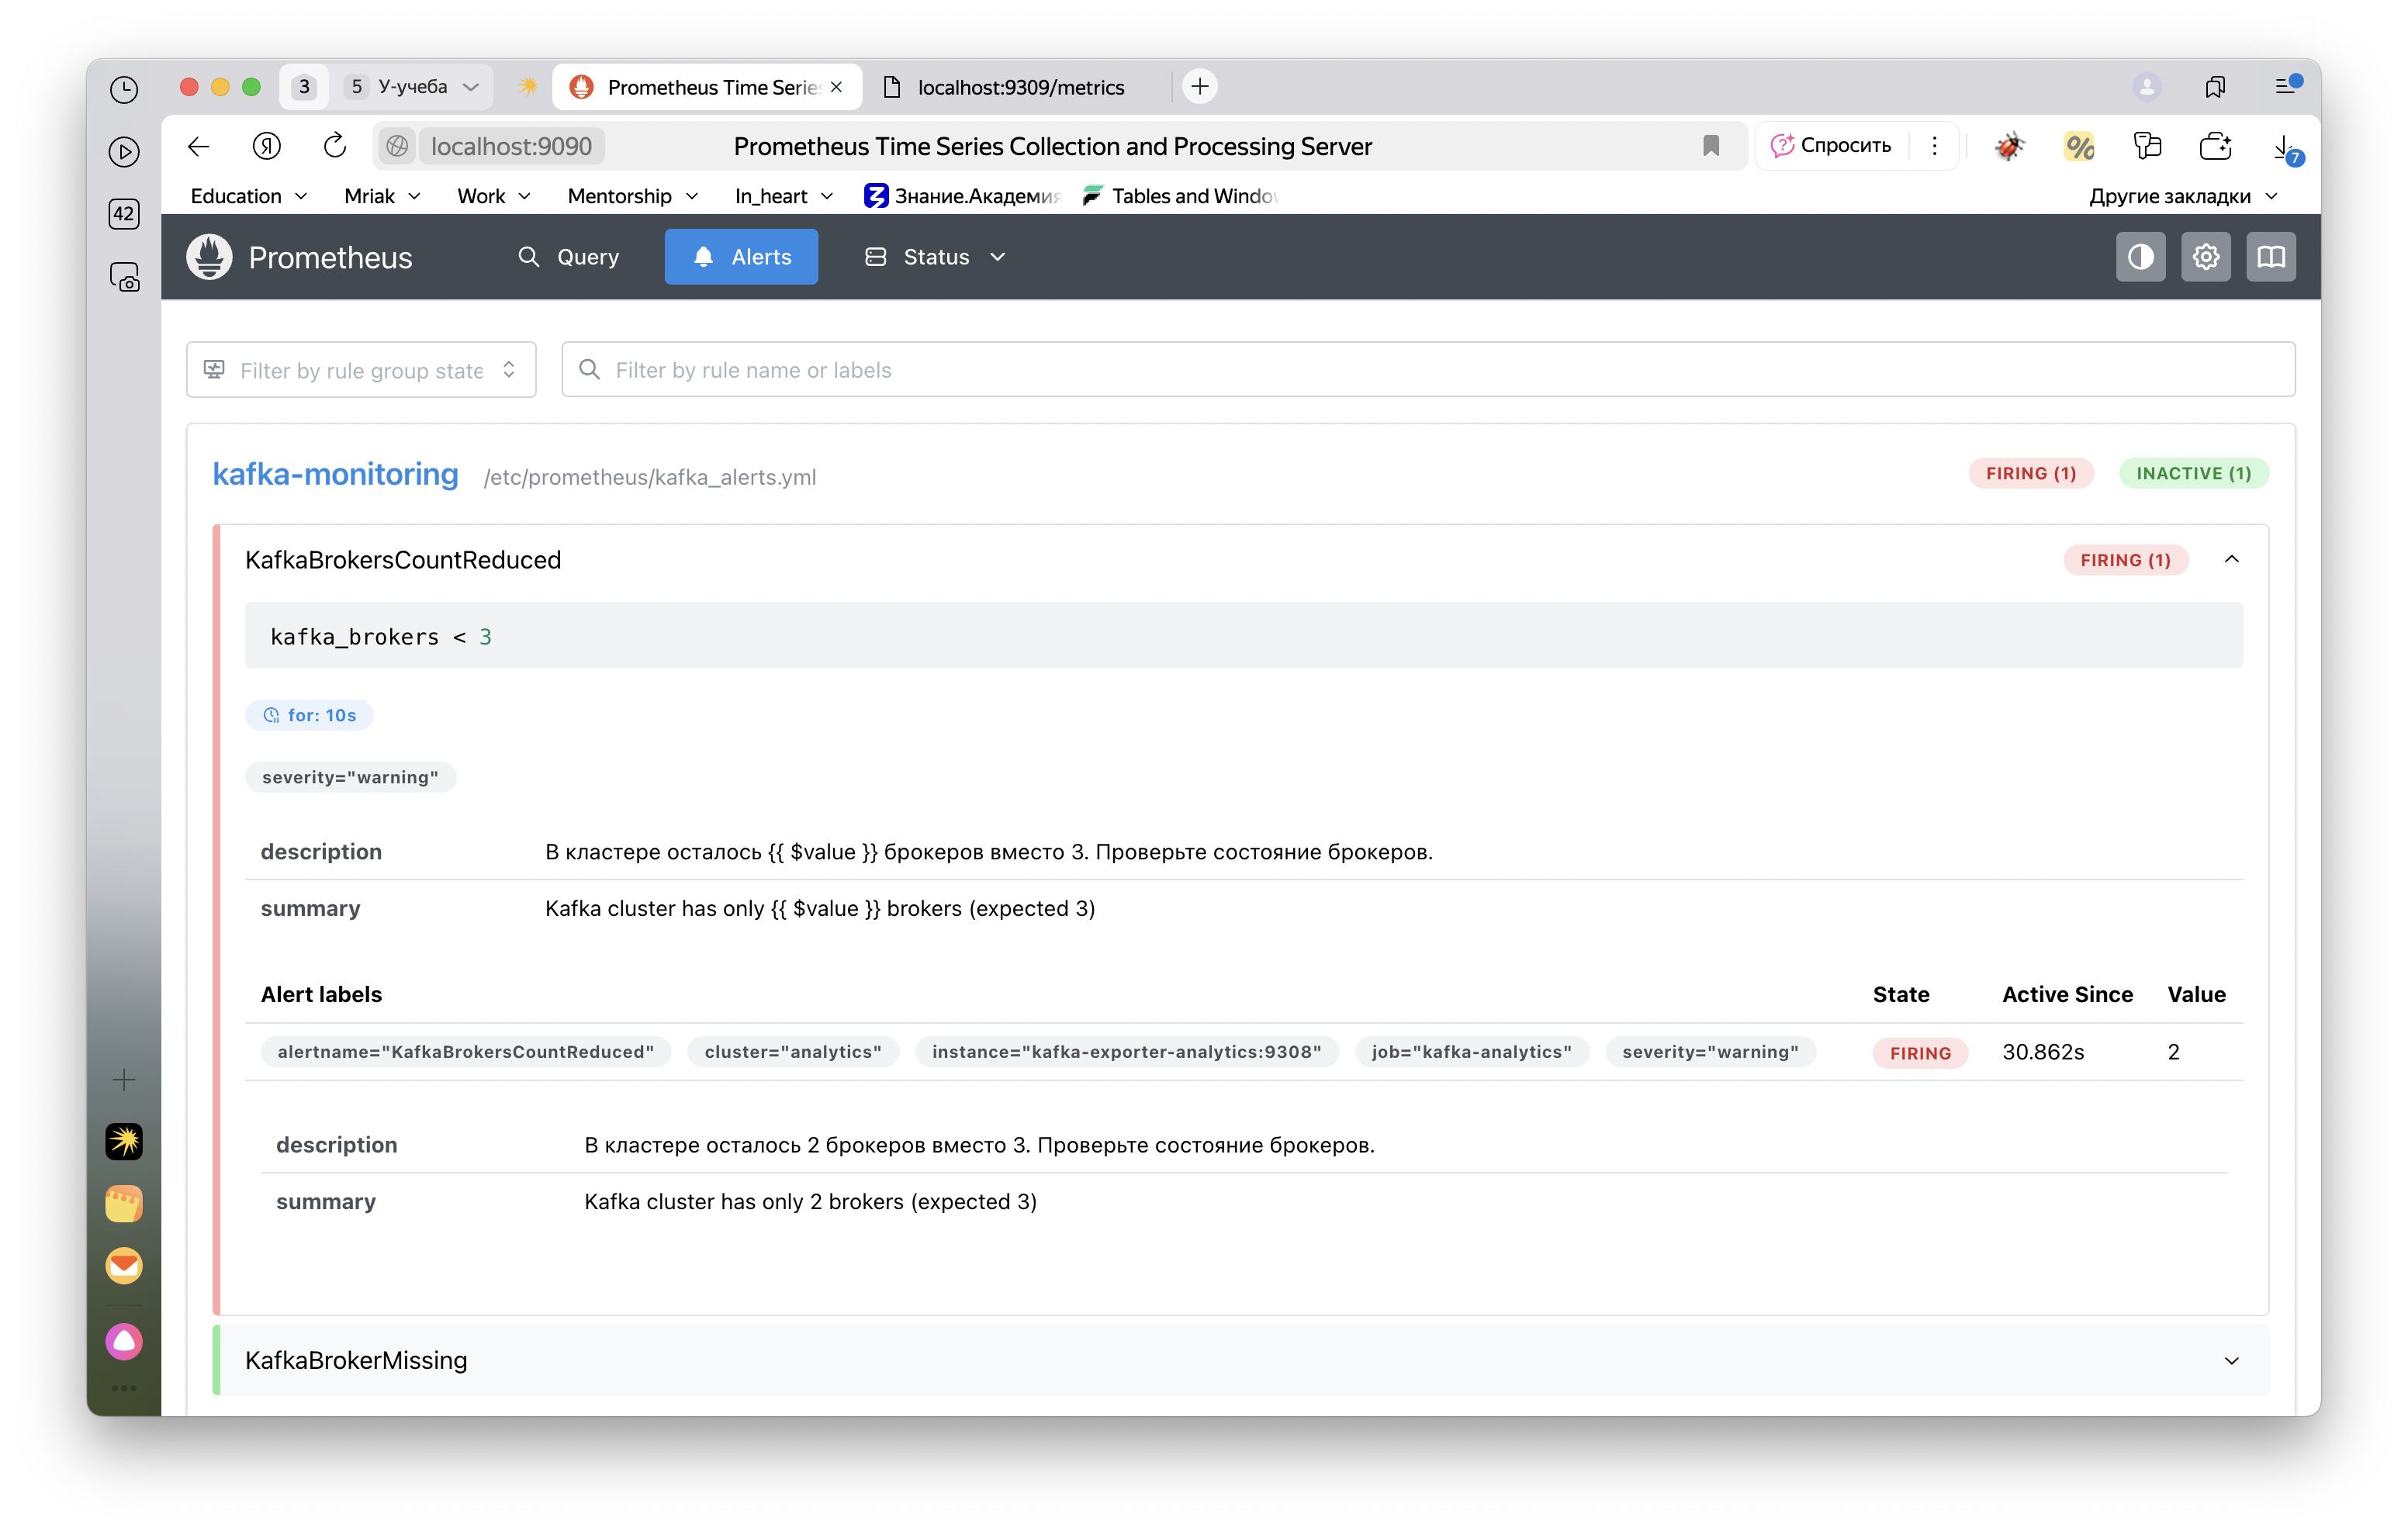 3
5 У-учеба
Prometheus Time Series
localhost:9309/metrics
42
Я
localhost:9090
Prometheus Time Series Collection and Processing Server
Спросить
%
7
Education
Mriak
Work
Mentorship
In_heart
Знание.Академия
Tables and Window
Другие закладки
Prometheus
Query
Alerts
Status
Filter by rule group state
Filter by rule name or labels
kafka-monitoring /etc/prometheus/kafka_alerts.yml FIRING (1) INACTIVE (1)
KafkaBrokersCountReduced FIRING (1)
kafka_brokers < 3
for: 10s
severity="warning"
description В кластере осталось {{ $value }} брокеров вместо 3. Проверьте состояние брокеров.
summary Kafka cluster has only {{ $value }} brokers (expected 3)
Alert labels State Active Since Value
alertname="KafkaBrokersCountReduced" cluster="analytics" instance="kafka-exporter-analytics:9308" job="kafka-analytics" severity="warning" FIRING 30.862s 2
description В кластере осталось 2 брокеров вместо 3. Проверьте состояние брокеров.
summary Kafka cluster has only 2 brokers (expected 3)
KafkaBrokerMissing